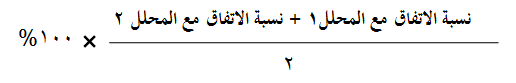 نسبة الاتفاق مع المحلل١ + نسبة الاتفاق مع المحلل ٢
× ١٠٠%
٢